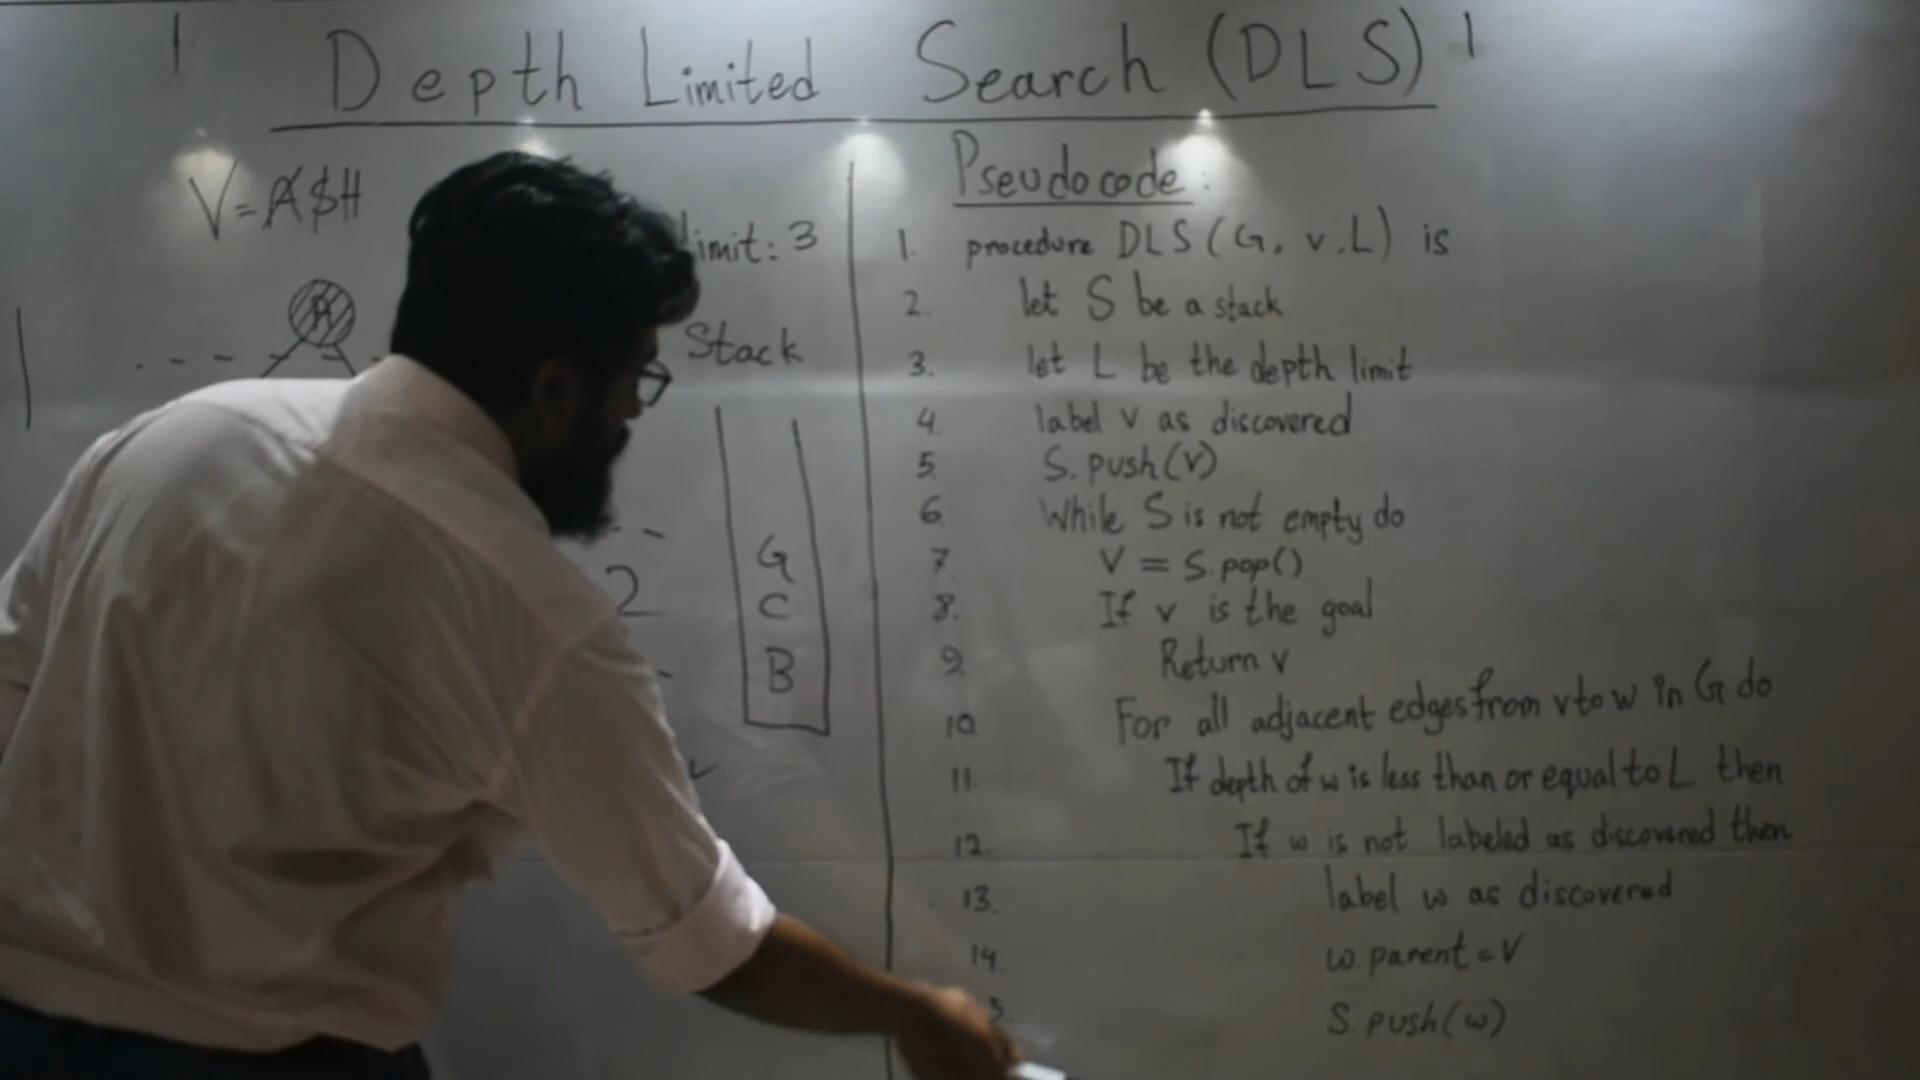 Depth Limited Search (DLS)
V = A $ H
imit: 3
A
Stack
G
2
C
B
Pseudocode:
1. procedure DLS (G, v, L) is
2. let S be a stack
3. let L be the depth limit
4. label v as discovered
5. S.push(v)
6. While S is not empty do
7. V = S.pop()
8. If v is the goal
9. Return v
10. For all adjacent edges from v to w in G do
11. If depth of w is less than or equal to L then
12. If w is not labeled as discovered then
13. label w as discovered
14. w.parent = V
5. S.push(w)